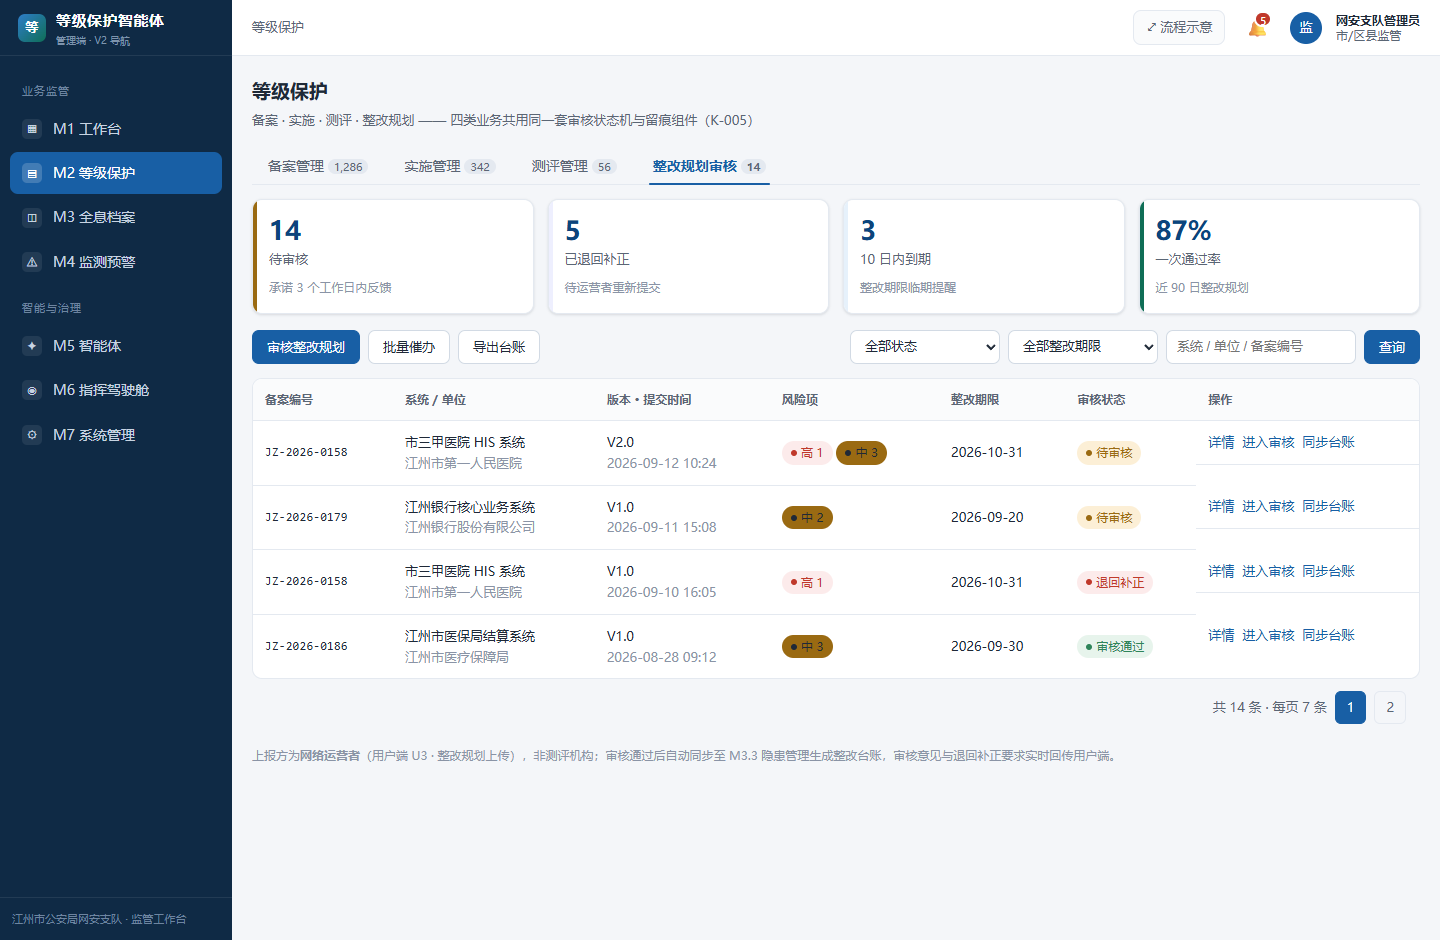 等
等级保护智能体
管理端 · V2 导航
业务监管
M1 工作台
M2 等级保护
M3 全息档案
M4 监测预警
智能与治理
M5 智能体
M6 指挥驾驶舱
M7 系统管理
江州市公安局网安支队 · 监管工作台
等级保护
流程示意
5
监
网安支队管理员
市/区县监管
等级保护
备案 · 实施 · 测评 · 整改规划 —— 四类业务共用同一套审核状态机与留痕组件（K-005）
备案管理 1,286
实施管理 342
测评管理 56
整改规划审核 14
14
待审核
承诺 3 个工作日内反馈
5
已退回补正
待运营者重新提交
3
10 日内到期
整改期限临期提醒
87%
一次通过率
近 90 日整改规划
审核整改规划
批量催办
导出台账
全部状态
全部整改期限
系统 / 单位 / 备案编号
查询
备案编号 系统 / 单位 版本 · 提交时间 风险项 整改期限 审核状态 操作
JZ-2026-0158 市三甲医院 HIS 系统 V2.0 高 1 中 3 2026-10-31 待审核 详情 进入审核 同步台账
江州市第一人民医院 2026-09-12 10:24
JZ-2026-0179 江州银行核心业务系统 V1.0 中 2 2026-09-20 待审核 详情 进入审核 同步台账
江州银行股份有限公司 2026-09-11 15:08
JZ-2026-0158 市三甲医院 HIS 系统 V1.0 高 1 2026-10-31 退回补正 详情 进入审核 同步台账
江州市第一人民医院 2026-09-10 16:05
JZ-2026-0186 江州市医保局结算系统 V1.0 中 3 2026-09-30 审核通过 详情 进入审核 同步台账
江州市医疗保障局 2026-08-28 09:12
共 14 条 · 每页 7 条 1 2
上报方为网络运营者（用户端 U3 · 整改规划上传），非测评机构；审核通过后自动同步至 M3.3 隐患管理生成整改台账，审核意见与退回补正要求实时回传用户端。